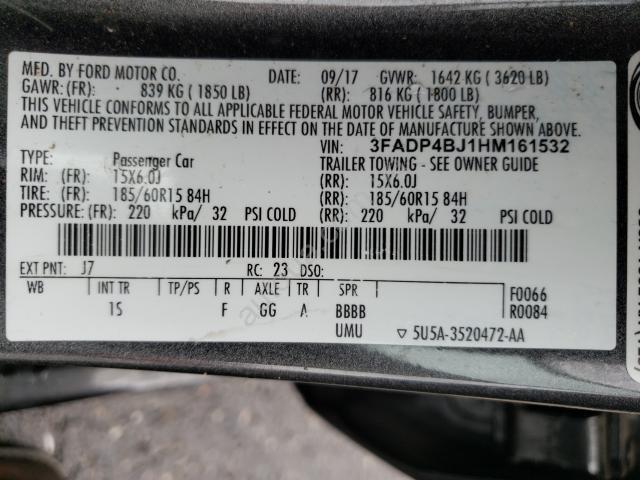 MFD. BY FORD MOTOR CO. DATE: 09/17 GVWR: 1642 KG ( 3620 LB)
GAWR: (FR): 839 KG ( 1850 LB) (RR): 816 KG ( 1800 LB)
THIS VEHICLE CONFORMS TO ALL APPLICABLE FEDERAL MOTOR VEHICLE SAFETY, BUMPER,
AND THEFT PREVENTION STANDARDS IN EFFECT ON THE DATE OF MANUFACTURE SHOWN ABOVE.
VIN: 3FADP4BJ1HM161532
TYPE: Passenger Car TRAILER TOWING - SEE OWNER GUIDE
RIM: (FR): 15X6.0J (RR): 15X6.0J
TIRE: (FR): 185/60R15 84H (RR): 185/60R15 84H
PRESSURE: (FR): 220 kPa/ 32 PSI COLD (RR): 220 kPa/ 32 PSI COLD
EXT PNT: J7 RC: 23 DSO:
WB INT TR TP/PS R AXLE TR SPR F0066
1S F GG A BBBB R0084
UMU ▽ 5U5A-3520472-AA